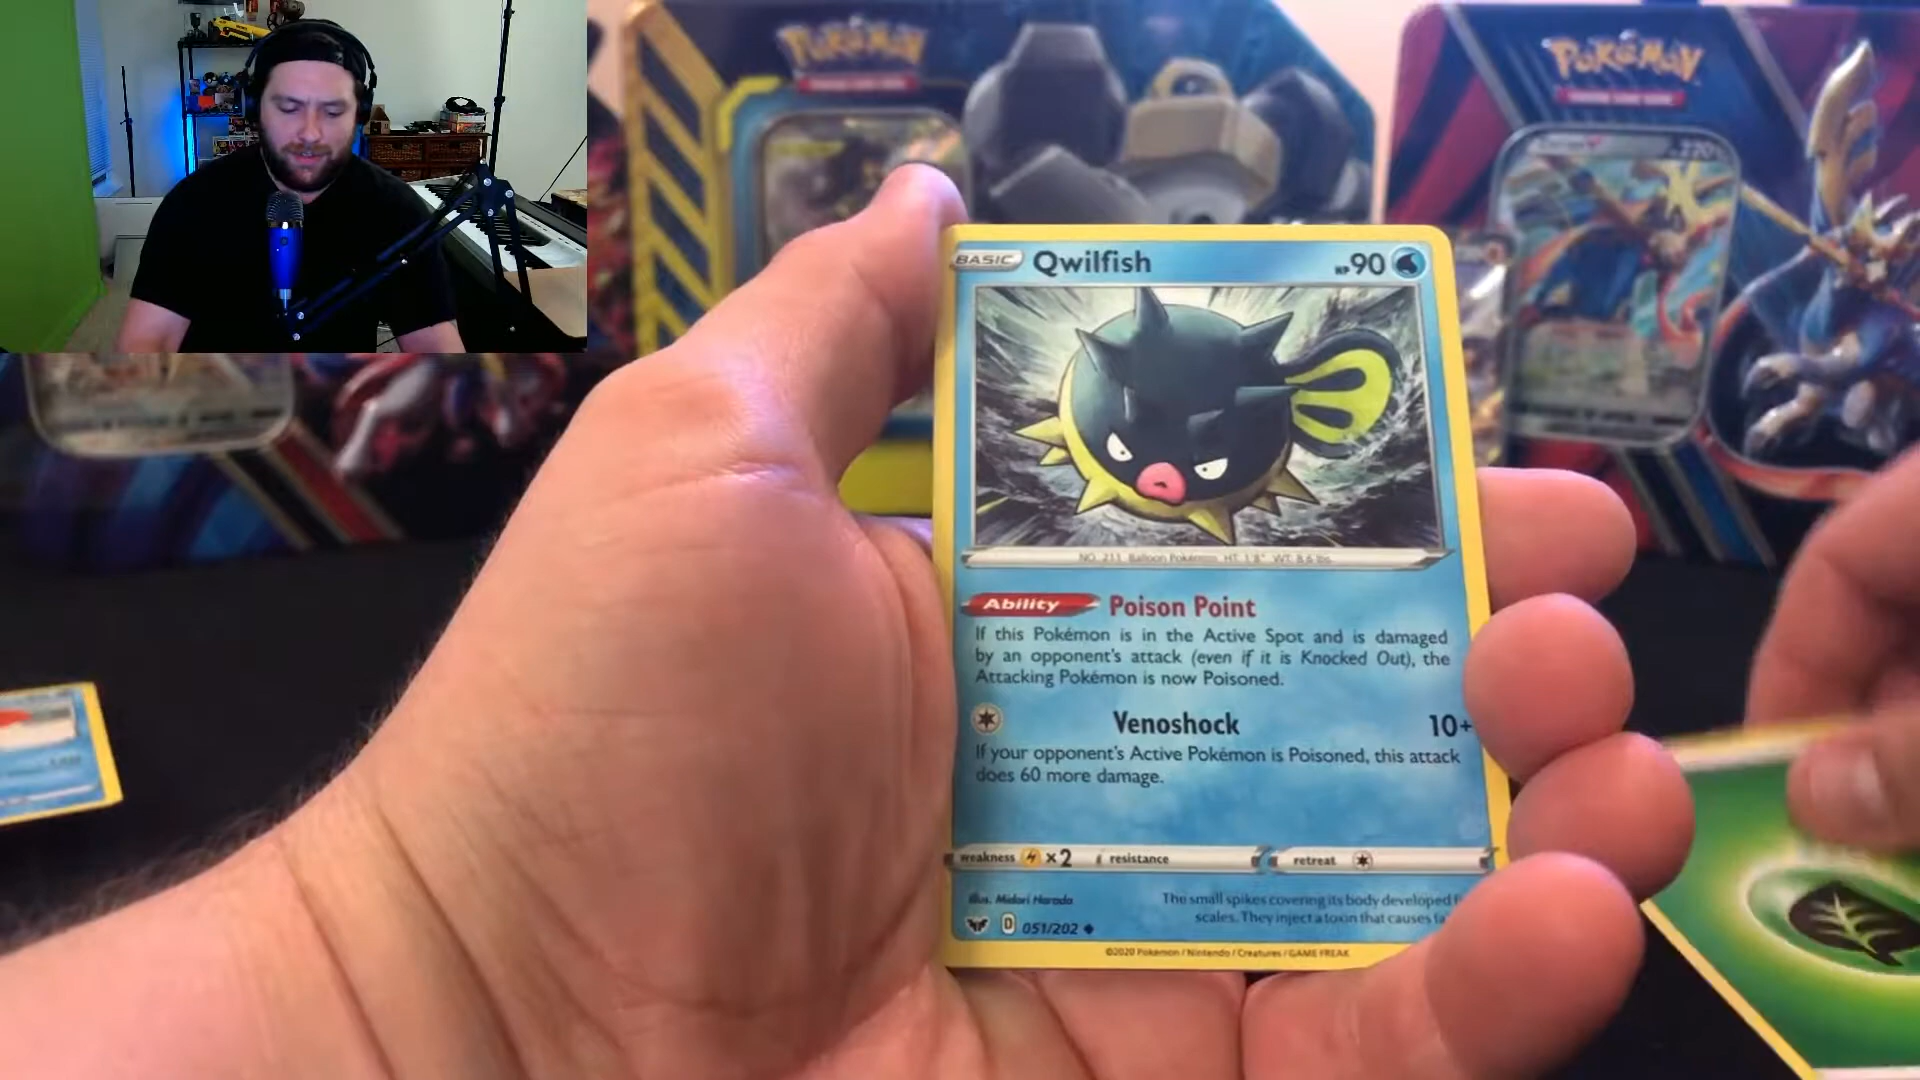 POKéMON
POKéMON
BASIC Qwilfish HP 90
NO. 211 Balloon Pokémon HT: 1'8" WT: 8.6 lbs.
Ability Poison Point
If this Pokémon is in the Active Spot and is damaged
by an opponent's attack (even if it is Knocked Out), the
Attacking Pokémon is now Poisoned.
Venoshock 10+
If your opponent's Active Pokémon is Poisoned, this attack
does 60 more damage.
weakness ×2 resistance retreat
Illus. Midori Harada
The small spikes covering its body developed
scales. They inject a toxin that causes
D 051/202
©2020 Pokémon / Nintendo / Creatures / GAME FREAK